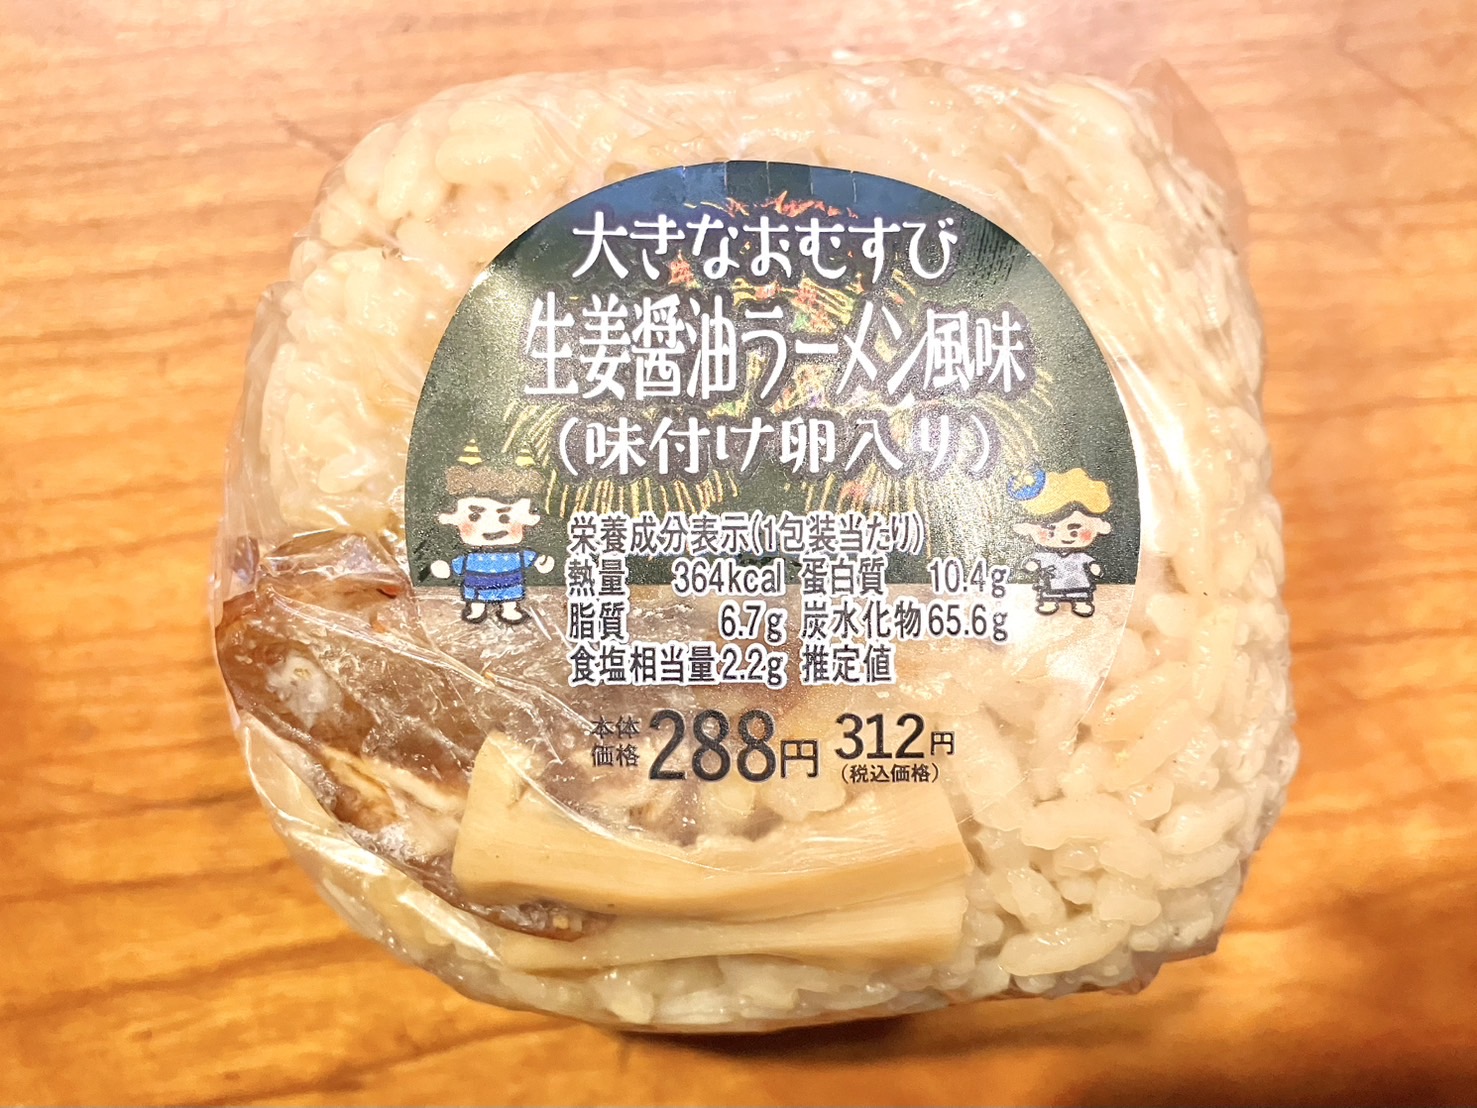 大きなおむすび
生姜醤油ラーメン風味
(味付け卵入り)
栄養成分表示(1包装当たり)
熱量 364kcal 蛋白質 10.4g
脂質 6.7g 炭水化物65.6g
食塩相当量2.2g 推定値
本体価格 288円 312円
(税込価格)